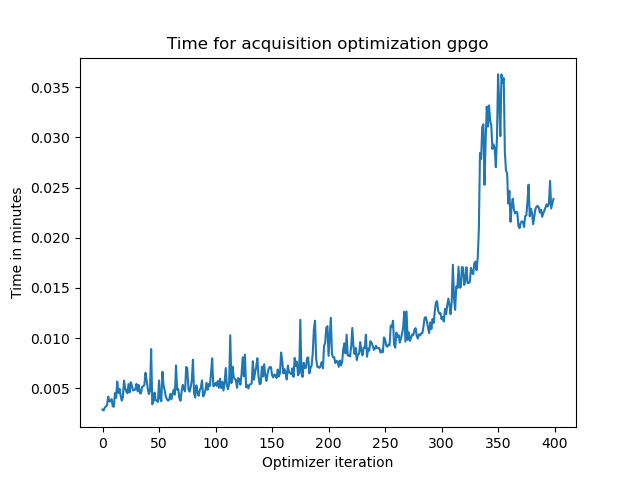 Time for acquisition optimization gpgo
0.035
0.030
0.025
0.020
0.015
0.010
0.005
Time in minutes
0 50 100 150 200 250 300 350 400
Optimizer iteration